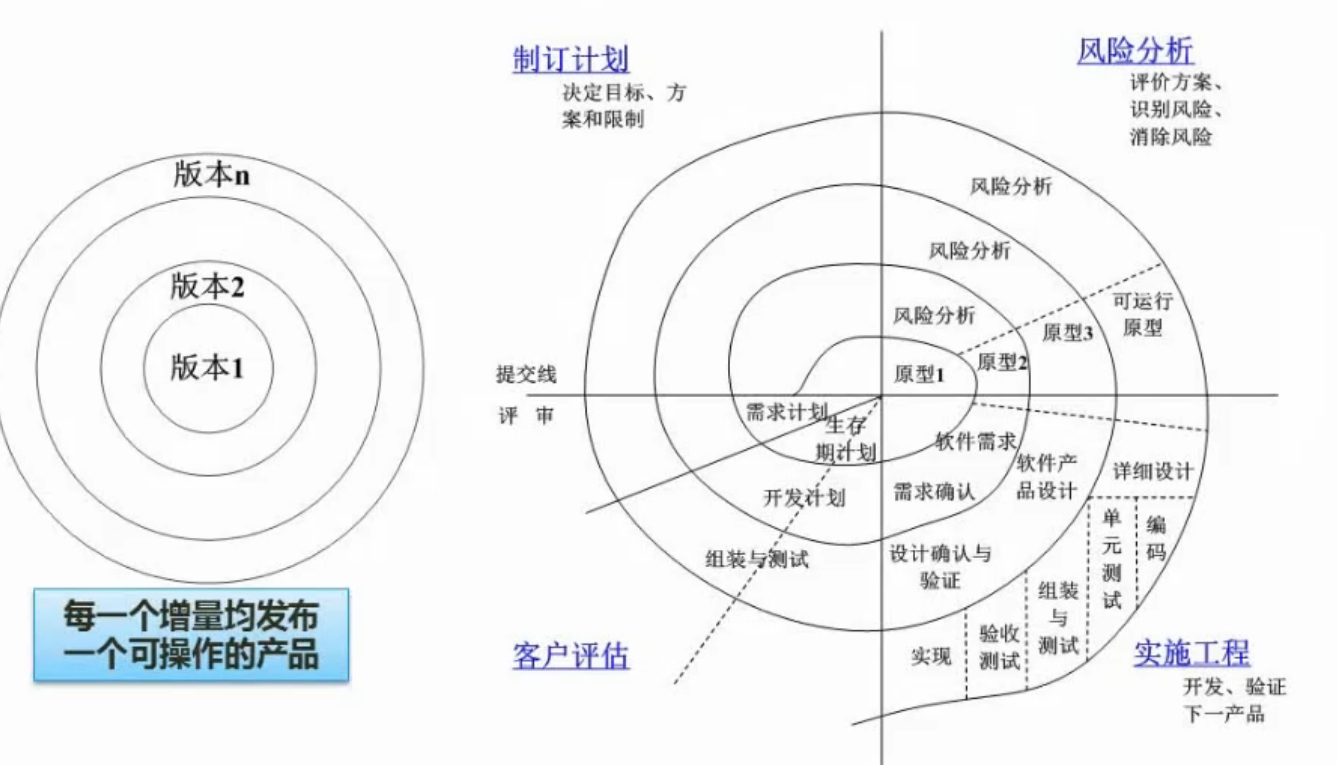 版本n
版本2
版本1
每一个增量均发布
一个可操作的产品
制订计划
决定目标、方
案和限制
风险分析
评价方案、
识别风险、
消除风险
风险分析
风险分析
风险分析
可运行
原型
原型3
原型2
原型1
提交线
评 审
需求计划
生存
期计划
软件需求
软件产
品设计
详细设计
开发计划
需求确认
单
元
测
试
编
码
组装与测试
设计确认与
验证
组装
与
测试
验收
测试
实现
客户评估
实施工程
开发、验证
下一产品